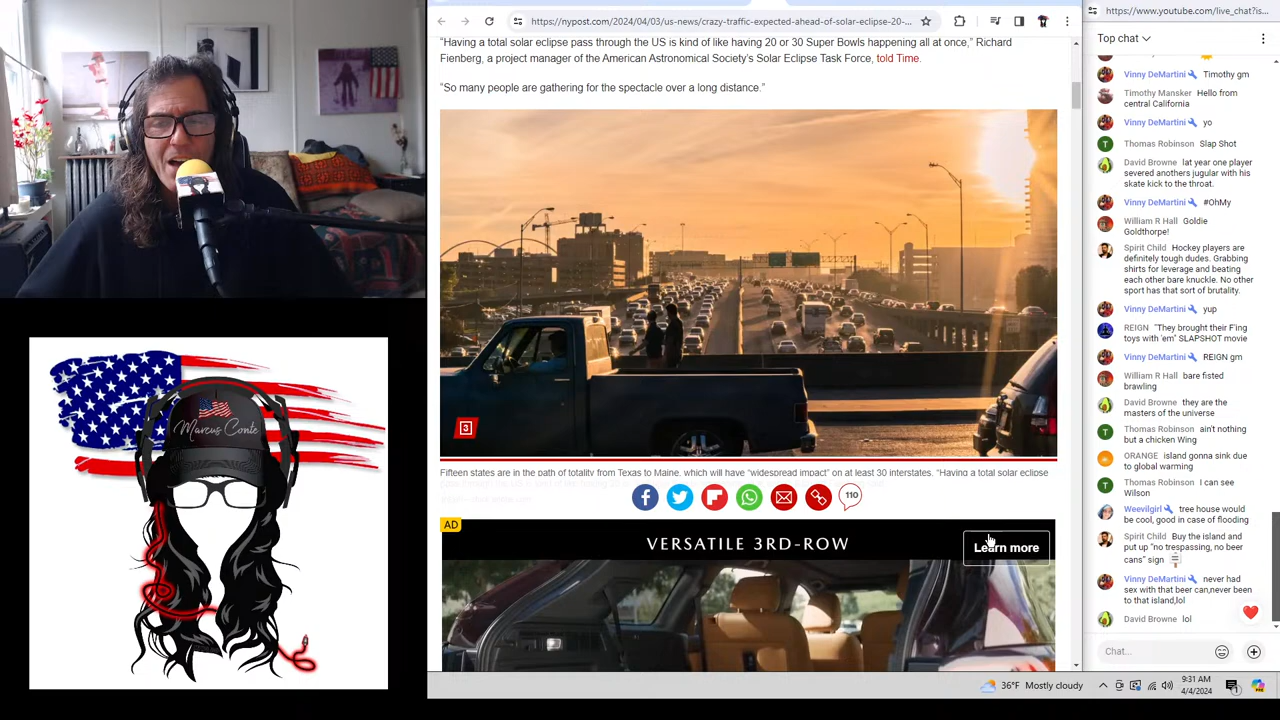 https://nypost.com/2024/04/03/us-news/crazy-traffic-expected-ahead-of-solar-eclipse-20-...
https://www.youtube.com/live_chat?is...
"Having a total solar eclipse pass through the US is kind of like having 20 or 30 Super Bowls happening all at once," Richard
Fienberg, a project manager of the American Astronomical Society's Solar Eclipse Task Force, told Time.
"So many people are gathering for the spectacle over a long distance."
3
Fifteen states are in the path of totality from Texas to Maine, which will have "widespread impact" on at least 30 interstates. "Having a total solar eclipse
110
AD
VERSATILE 3RD-ROW
Learn more
Marcus Conte
Top chat
Vinny DeMartini Timothy gm
Timothy Mansker Hello from
central California
Vinny DeMartini yo
T Thomas Robinson Slap Shot
David Browne lat year one player
severed anothers jugular with his
skate kick to the throat.
Vinny DeMartini #OhMy
William R Hall Goldie
Goldthorpe!
Spirit Child Hockey players are
definitely tough dudes. Grabbing
shirts for leverage and beating
each other bare knuckle. No other
sport has that sort of brutality.
Vinny DeMartini yup
REIGN "They brought their F'ing
toys with 'em" SLAPSHOT movie
Vinny DeMartini REIGN gm
William R Hall bare fisted
brawling
David Browne they are the
masters of the universe
T Thomas Robinson ain't nothing
but a chicken Wing
ORANGE island gonna sink due
to global warming
T Thomas Robinson I can see
Wilson
Weevilgirl tree house would
be cool, good in case of flooding
Spirit Child Buy the island and
put up "no trespassing, no beer
cans" sign
Vinny DeMartini never had
sex with that beer can,never been
to that island,lol
David Browne lol
Chat...
36°F Mostly cloudy
9:31 AM
4/4/2024